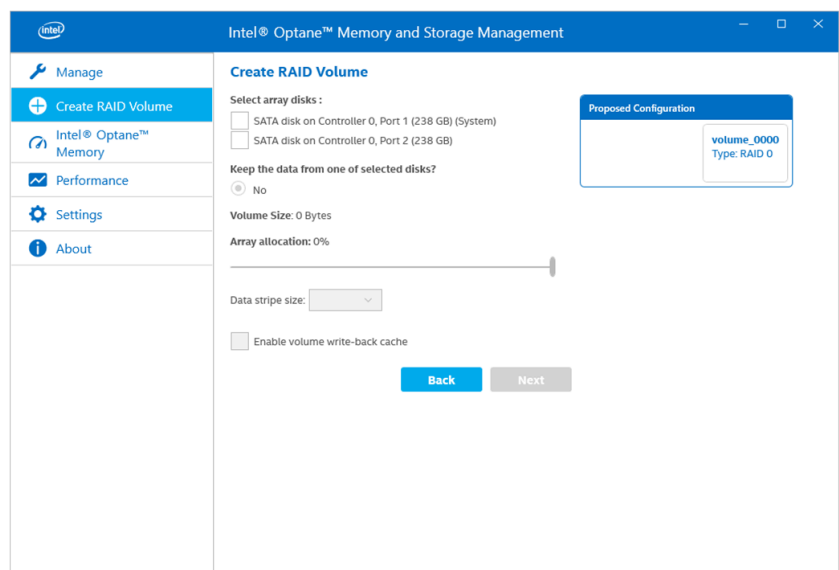 intel
Intel® Optane™ Memory and Storage Management
Manage
Create RAID Volume
Intel® Optane™
Memory
Performance
Settings
About
Create RAID Volume
Select array disks :
SATA disk on Controller 0, Port 1 (238 GB) (System)
SATA disk on Controller 0, Port 2 (238 GB)
Keep the data from one of selected disks?
No
Volume Size: 0 Bytes
Array allocation: 0%
Data stripe size:
Enable volume write-back cache
Back
Next
Proposed Configuration
volume_0000
Type: RAID 0